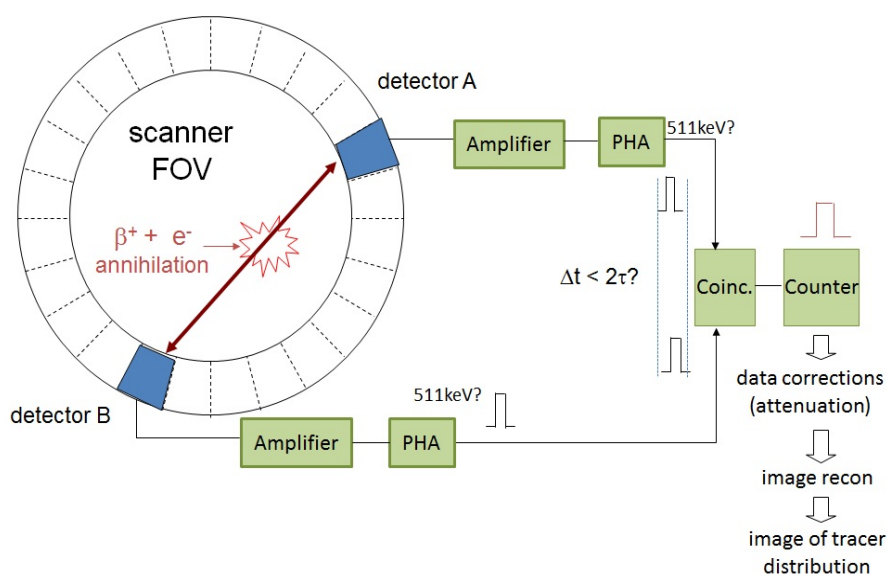 detector A
scanner
FOV
β⁺ + e⁻
annihilation
detector B
Amplifier
PHA
511keV?
Δt < 2τ?
Coinc.
Counter
511keV?
Amplifier
PHA
data corrections
(attenuation)
image recon
image of tracer
distribution